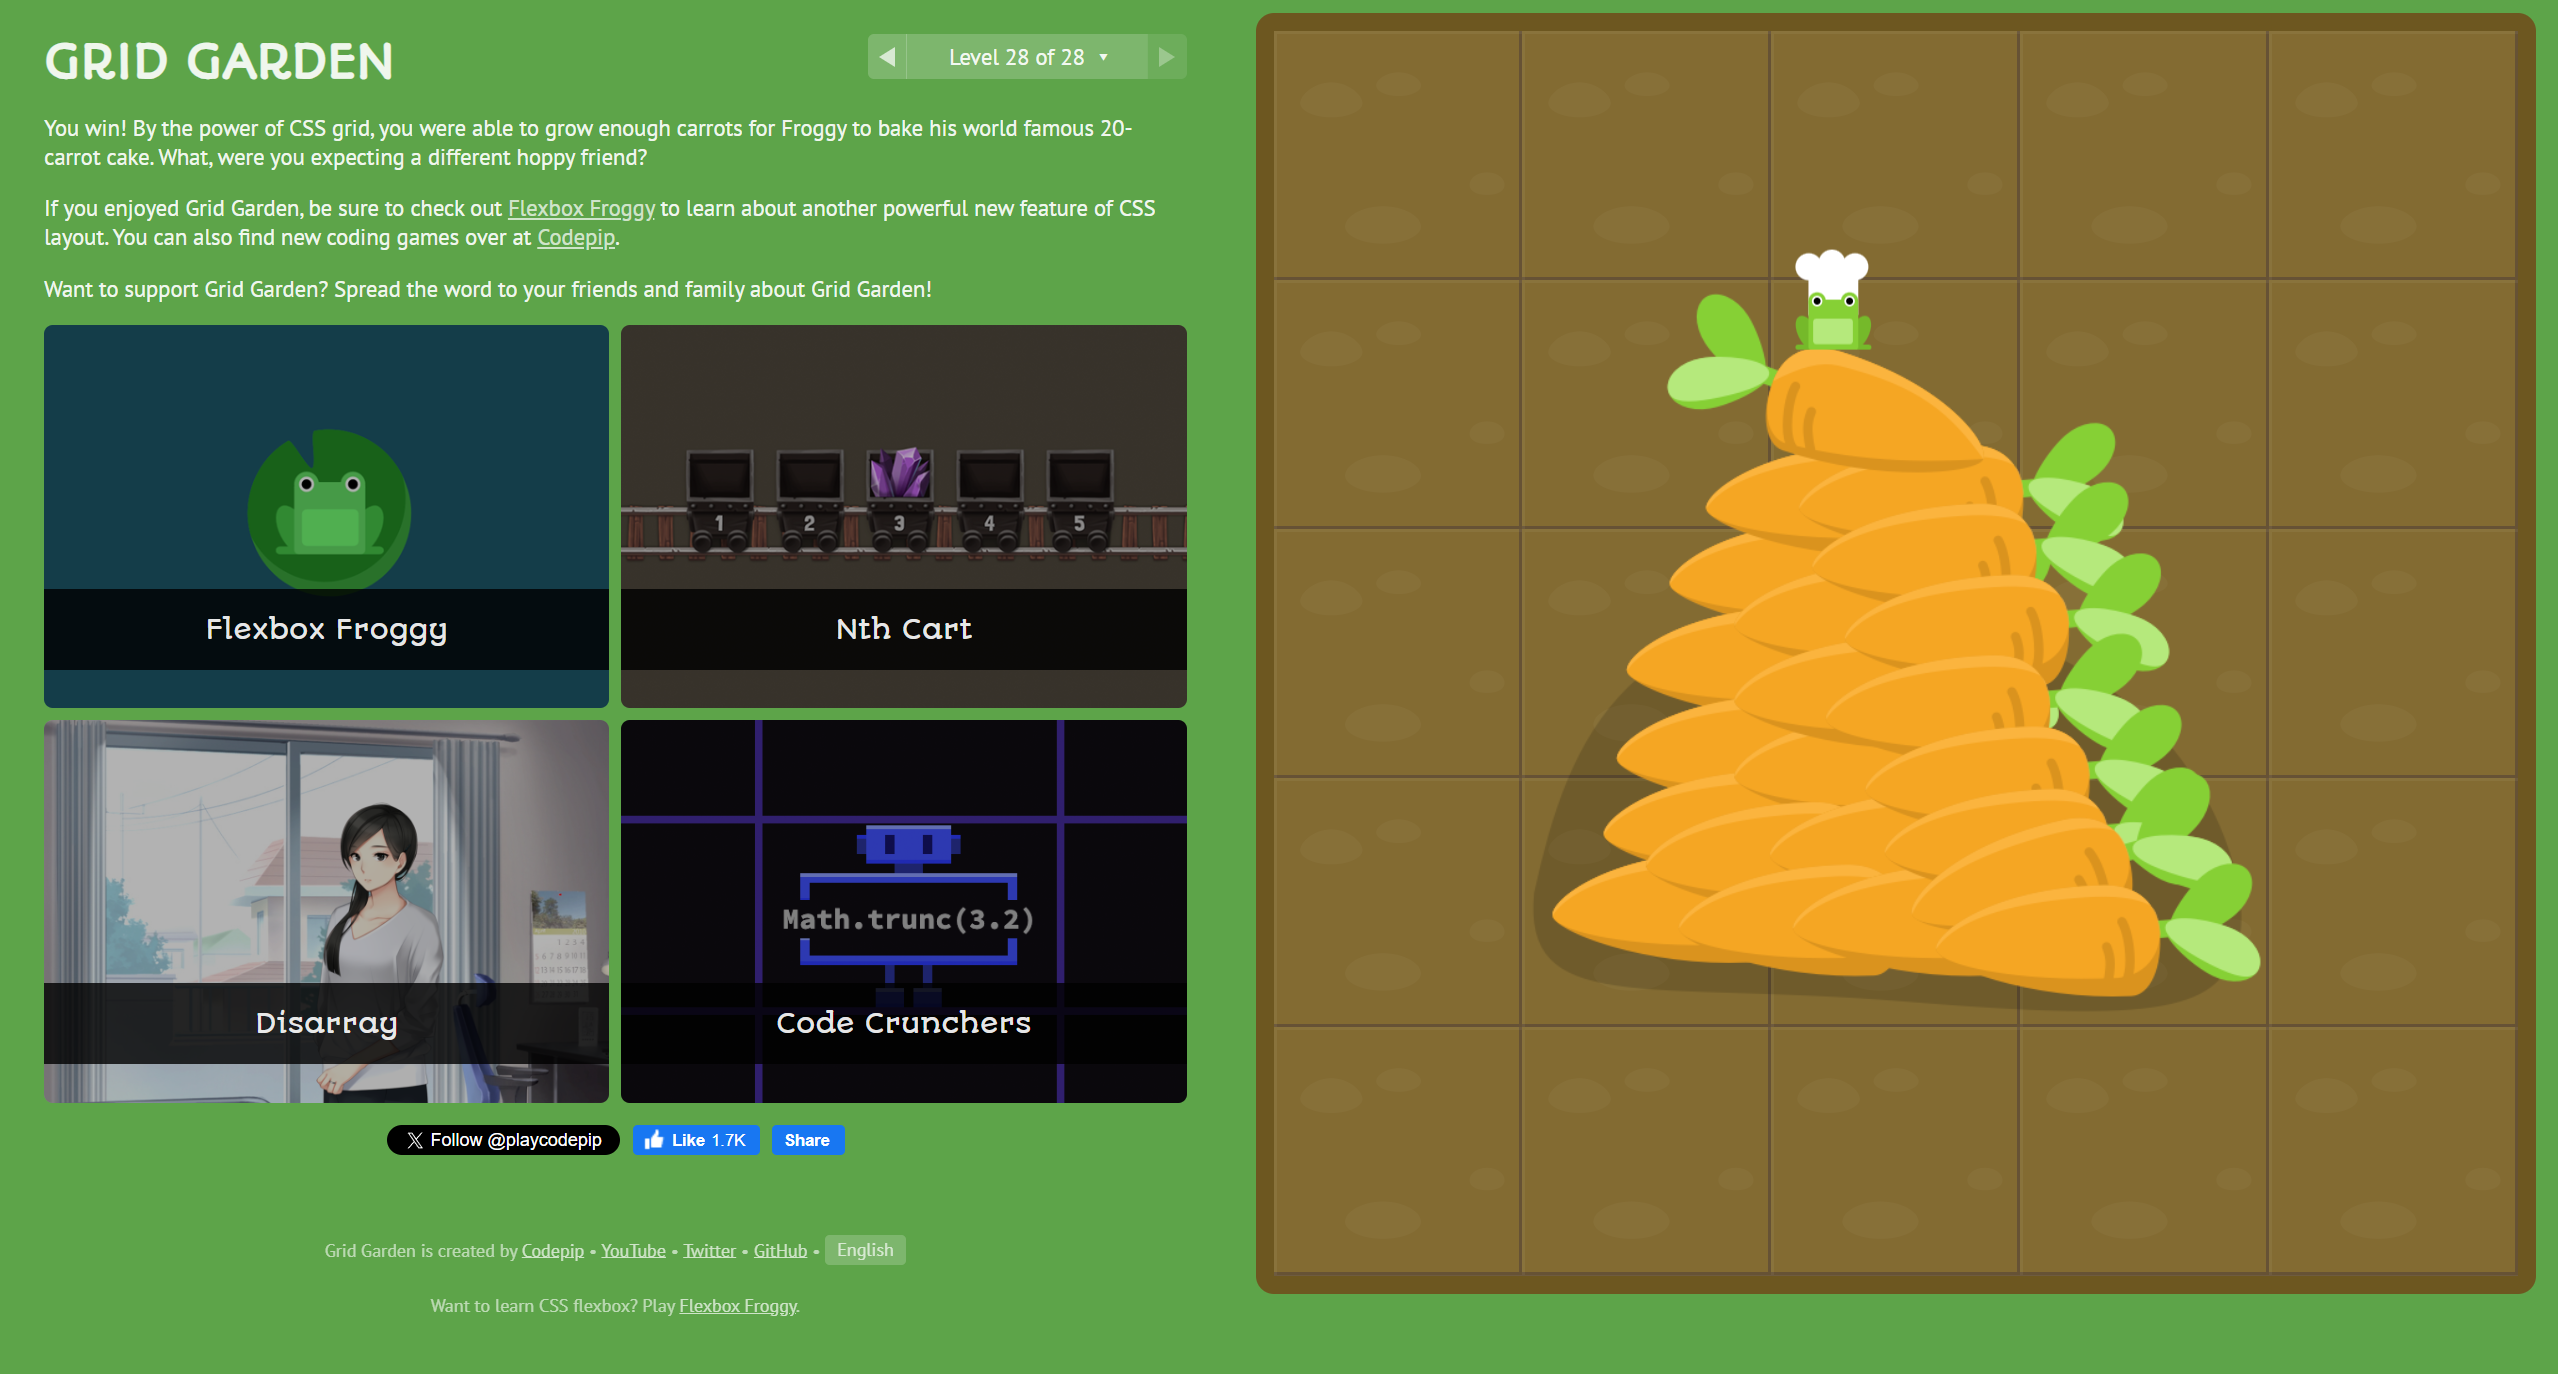 GRID GARDEN
Level 28 of 28
You win! By the power of CSS grid, you were able to grow enough carrots for Froggy to bake his world famous 20-
carrot cake. What, were you expecting a different hoppy friend?
If you enjoyed Grid Garden, be sure to check out Flexbox Froggy to learn about another powerful new feature of CSS
layout. You can also find new coding games over at Codepip.
Want to support Grid Garden? Spread the word to your friends and family about Grid Garden!
1 2 3 4 5
Flexbox Froggy
Nth Cart
Math.trunc(3.2)
Disarray
Code Crunchers
Follow @playcodepip
Like 1.7K
Share
Grid Garden is created by Codepip • YouTube • Twitter • GitHub • English
Want to learn CSS flexbox? Play Flexbox Froggy.